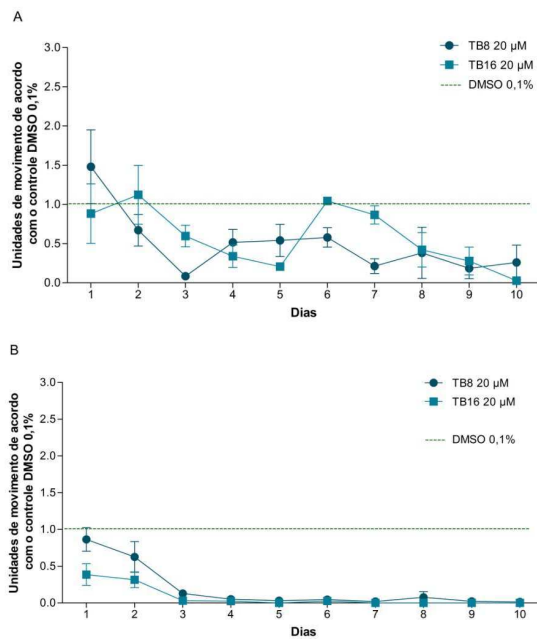 A
Unidades de movimento de acordo
com o controle DMSO 0,1%
3.0
2.5
2.0
1.5
1.0
0.5
0.0
TB8 20 µM
TB16 20 µM
DMSO 0,1%
1 2 3 4 5 6 7 8 9 10
Dias
B
Unidades de movimento de acordo
com o controle DMSO 0,1%
3.0
2.5
2.0
1.5
1.0
0.5
0.0
TB8 20 µM
TB16 20 µM
DMSO 0,1%
1 2 3 4 5 6 7 8 9 10
Dias